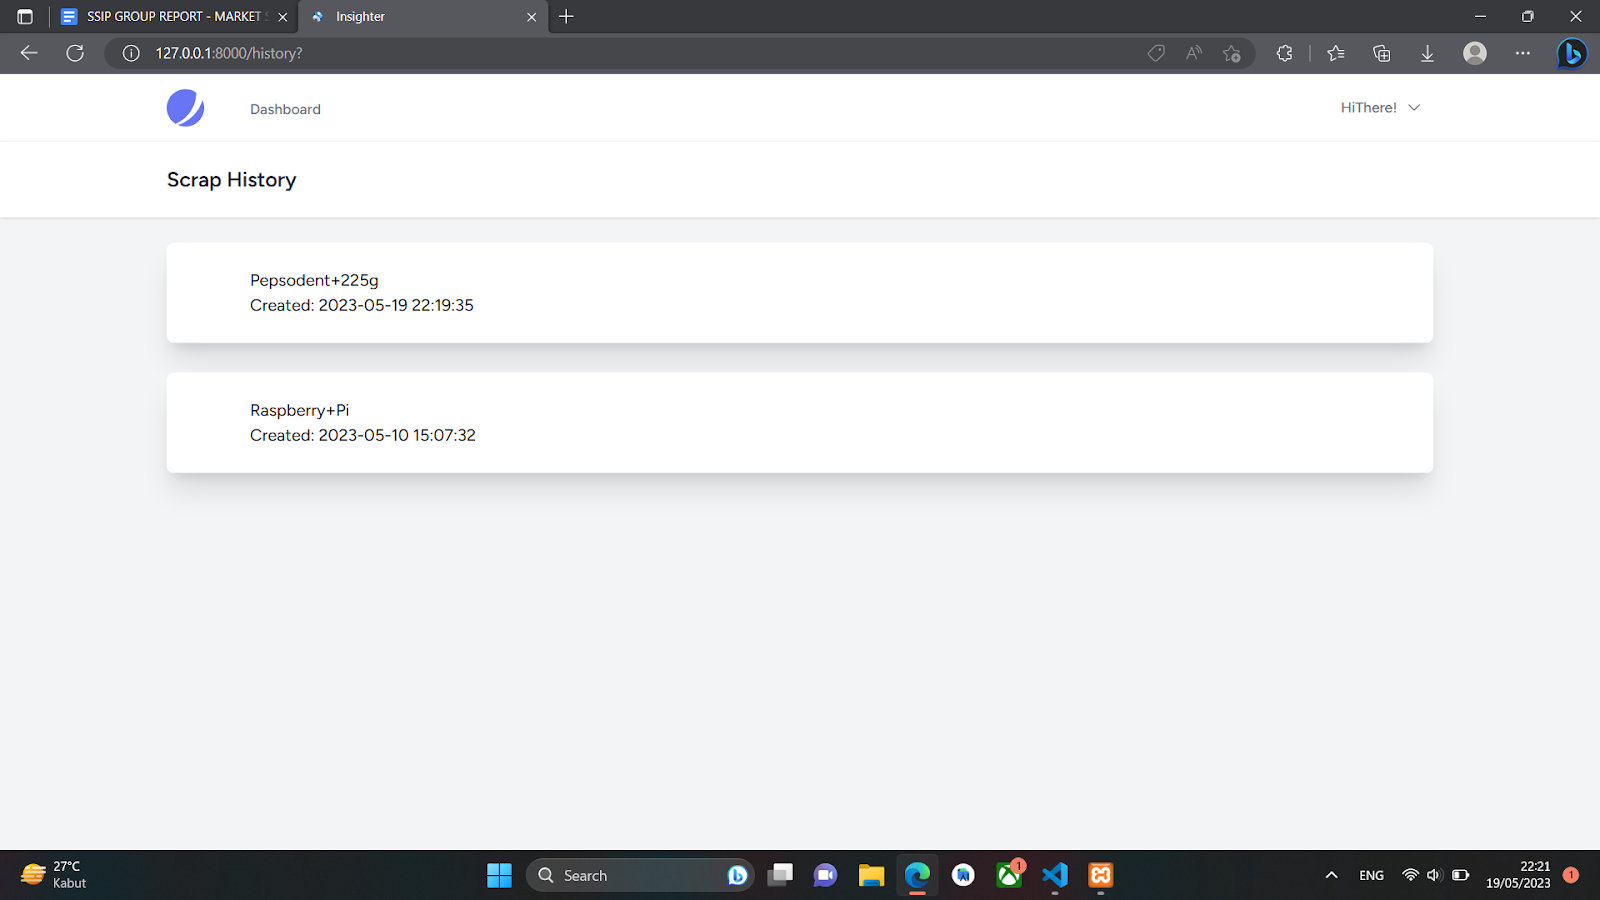 SSIP GROUP REPORT - MARKET
Insighter
127.0.0.1:8000/history?
Dashboard
HiThere!
Scrap History
Pepsodent+225g
Created: 2023-05-19 22:19:35
Raspberry+Pi
Created: 2023-05-10 15:07:32
27°C
Kabut
Search
1
ENG
22:21
19/05/2023
1